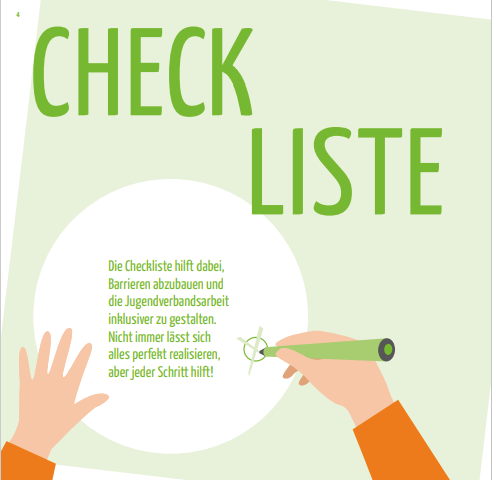 4
CHECK
LISTE
Die Checkliste hilft dabei,
Barrieren abzubauen und
die Jugendverbandsarbeit
inklusiver zu gestalten.
Nicht immer lässt sich
alles perfekt realisieren,
aber jeder Schritt hilft!